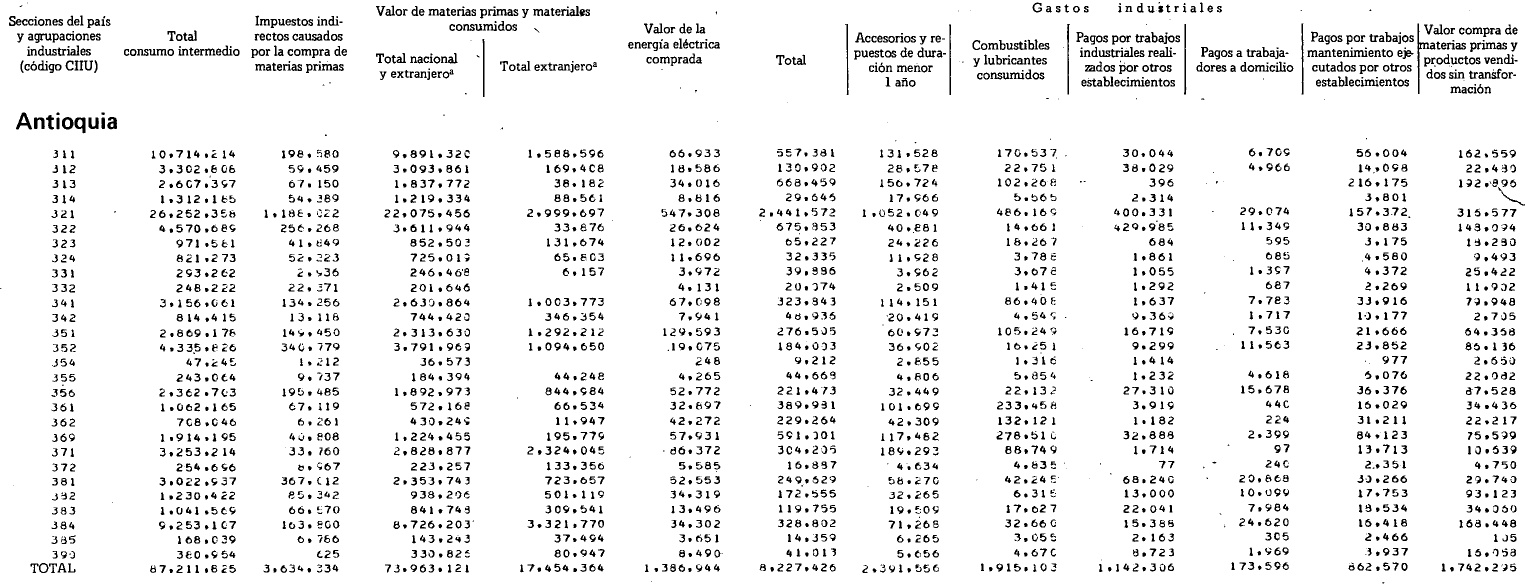 Gastos industriales
Secciones del país y agrupaciones industriales (código CIIU)
Total consumo intermedio
Impuestos indirectos causados por la compra de materias primas
Valor de materias primas y materiales consumidos
Total nacional y extranjeroª
Total extranjeroª
Valor de la energía eléctrica comprada
Total
Accesorios y repuestos de duración menor 1 año
Combustibles y lubricantes consumidos
Pagos por trabajos industriales realizados por otros establecimientos
Pagos a trabajadores a domicilio
Pagos por trabajos mantenimiento ejecutados por otros establecimientos
Valor compra de materias primas y productos vendidos sin transformación
Antioquia
311 10.714.214 198.580 9.891.320 1.588.596 66.933 557.381 131.528 170.537 30.044 6.709 56.004 162.559
312 3.302.808 59.459 3.093.861 169.408 18.586 130.902 28.578 22.751 38.029 4.966 14.098 22.480
313 2.607.397 67.150 1.837.772 38.182 34.016 668.459 156.724 102.268 396 216.175 192.896
314 1.312.185 54.389 1.219.334 88.561 8.816 29.645 17.966 5.565 2.314 3.801
321 26.252.358 1.188.022 22.075.456 2.999.697 547.308 2.441.572 1.052.049 486.169 400.331 29.074 157.372 316.577
322 4.570.689 256.268 3.611.944 33.876 26.624 675.853 40.881 14.661 429.985 11.349 30.883 148.094
323 971.581 41.849 852.503 131.674 12.002 65.227 24.226 18.267 684 595 3.175 18.280
324 821.273 52.223 725.019 65.803 11.696 32.335 11.928 3.788 1.861 685 4.580 9.493
331 293.262 2.936 246.468 6.157 3.972 39.886 3.962 3.678 1.055 1.397 4.372 25.422
332 248.222 22.371 201.646 4.131 20.074 2.509 1.415 1.292 687 2.269 11.902
341 3.156.061 134.256 2.630.864 1.003.773 67.098 323.843 114.151 86.408 1.637 7.783 33.916 79.948
342 814.415 13.118 744.420 346.354 7.941 48.936 20.419 4.549 9.369 1.717 10.177 2.705
351 2.869.178 149.450 2.313.630 1.292.212 129.593 276.505 60.973 105.249 16.719 7.530 21.666 64.368
352 4.335.826 340.779 3.791.969 1.094.650 19.075 184.003 36.902 16.251 9.299 11.563 23.852 86.136
354 47.245 1.212 36.573 248 9.212 2.855 1.316 1.414 977 2.650
355 243.064 9.737 184.394 44.248 4.265 44.668 4.806 5.854 1.232 4.618 6.076 22.082
356 2.362.703 195.485 1.892.973 844.984 52.772 221.473 32.449 22.132 27.310 15.678 36.376 87.528
361 1.062.165 67.119 572.168 66.534 32.897 389.981 101.699 233.458 3.919 440 16.029 34.436
362 708.046 6.261 430.249 11.947 42.272 229.264 42.309 132.121 1.182 224 31.211 22.217
369 1.914.195 40.808 1.224.455 195.779 57.931 591.001 117.482 278.510 32.888 2.399 84.123 75.599
371 3.253.214 33.760 2.828.877 2.324.045 86.372 304.205 189.293 88.749 1.714 97 13.713 10.639
372 254.696 8.967 223.257 133.356 5.585 16.887 4.634 4.835 77 240 2.351 4.750
381 3.022.937 367.012 2.353.743 723.657 52.553 249.629 58.270 42.245 68.240 20.868 30.266 29.740
382 1.230.422 85.342 938.206 501.119 34.319 172.555 32.265 6.315 13.000 10.099 17.753 93.123
383 1.041.569 66.570 841.748 309.541 13.496 119.755 19.509 17.627 22.041 7.984 18.534 34.060
384 9.253.107 163.800 8.726.203 3.321.770 34.302 328.802 71.268 32.660 15.388 24.620 16.418 168.448
385 168.039 6.786 143.243 37.494 3.651 14.359 6.265 3.055 2.163 305 2.466 105
390 380.954 625 330.826 80.947 8.490 41.013 5.656 4.670 8.723 1.969 3.937 16.058
TOTAL 87.211.825 3.634.334 73.963.121 17.454.364 1.386.944 8.227.426 2.391.556 1.915.103 1.142.306 173.596 862.570 1.742.295